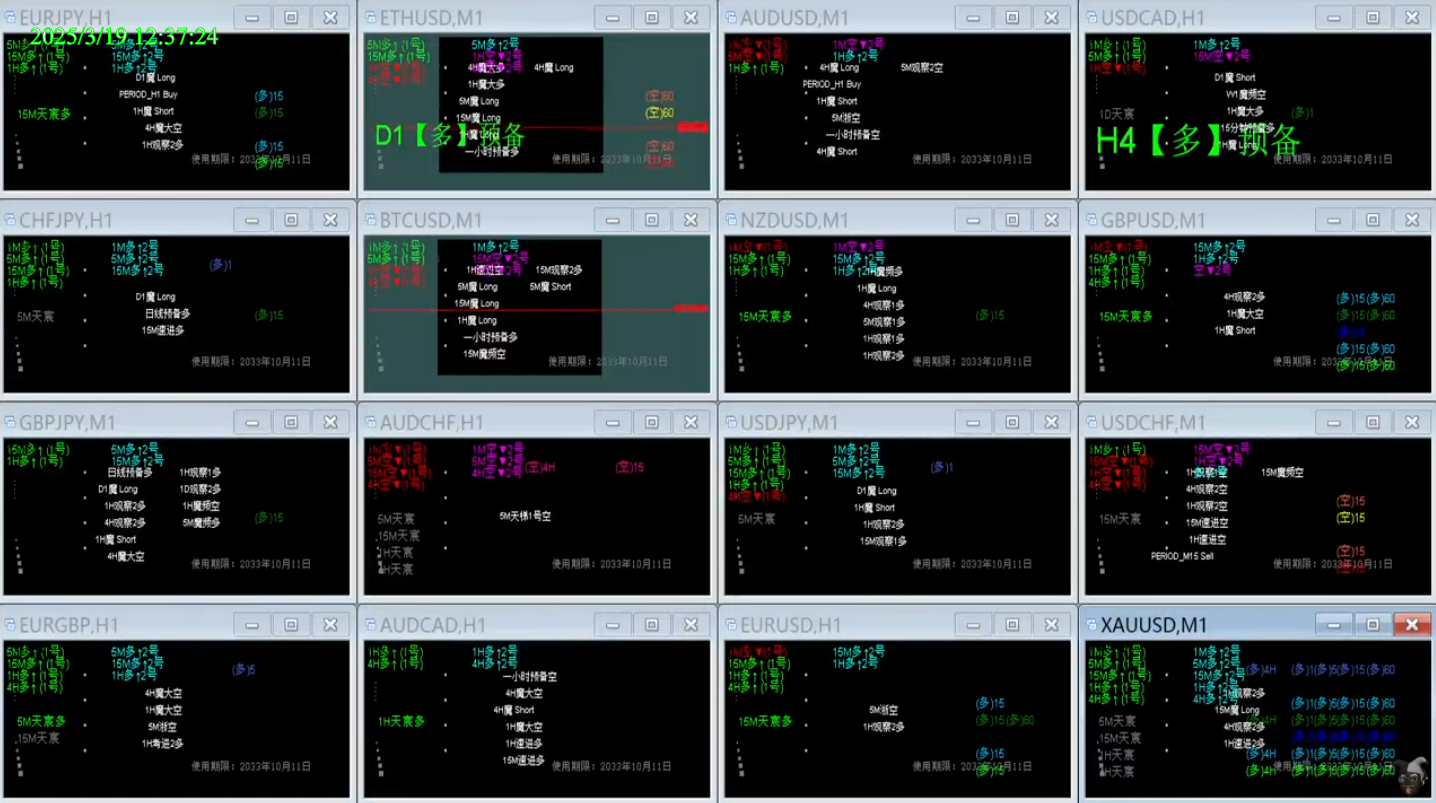 EURJPY,H1
2025/3/19 12:37:24
5M多↑(1号) 5M多↑2号
15M多↑(1号) 15M多↑2号
1H多↑(1号) 1H多↑2号
D1魔 Long
PERIOD_H1 Buy (多)15
15M天宸多 1H魔 Short (多)15
4H魔大空
1H观察2多 (多)15
使用期限: 2033年10月11日
(多)15
ETHUSD,M1
5M多↑(1号) 5M多↑2号
15M多↑(1号)
4H魔大多 4H魔 Long
1H魔大多
5M魔 Long (空)60
15M魔 Long (空)60
D1【多】预备
1H魔 Long
一小时预备多 (空)60
使用期限: 2033年10月11日
AUDUSD,M1
1M空▼(1号) 1M空▼2号
5M空▼(1号) 1H多↑2号
1H多↑(1号) 4H魔 Long 5M观察2空
PERIOD_H1 Buy
1H魔 Short
5M浙空
一小时预备空
4H魔 Short
使用期限: 2033年10月11日
USDCAD,H1
1M多↑(1号) 1M多↑2号
5M多↑(1号) 15M空▼2号
1H空▼(1号)
D1魔 Short
W1魔频空
1D天宸 1H魔大多 (多)1
H4【多】预备
1H魔 Long
使用期限: 2033年10月11日
CHFJPY,H1
1M多↑(1号) 1M多↑2号
5M多↑(1号) 5M多↑2号
15M多↑(1号) 15M多↑2号 (多)1
1H多↑(1号)
D1魔 Long
5M天宸 日线预备多 (多)15
15M速进多
使用期限: 2033年10月11日
BTCUSD,M1
1M多↑(1号) 1M多↑2号
5M多↑(1号) 15M空▼2号
15M观察2多
5M魔 Long 5M魔 Short
15M魔 Long
1H魔 Long
一小时预备多
15M魔频空
使用期限: 2033年10月11日
NZDUSD,M1
1M空▼(1号) 1M空▼2号
15M多↑(1号) 15M多↑2号
1H多↑(1号) 1H多↑2号 1H魔频多
1H魔 Long
4H观察1多
15M天宸多 5M观察1多 (多)15
1H观察1多
1H观察2多
使用期限: 2033年10月11日
GBPUSD,M1
1M空▼(1号) 15M多↑2号
15M多↑(1号) 1H多↑2号
1H多↑(1号) 空▼2号
4H多↑(1号)
4H观察2多 (多)15(多)60
15M天宸多 1H魔大空 (多)15(多)60
1H魔 Short
(多)15(多)60
使用期限: 2033年10月11日
(多)15(多)60
GBPJPY,M1
15M多↑(1号) 5M多↑2号
1H多↑(1号) 15M多↑2号
日线预备多 1H观察1多
D1魔 Long 1D观察2多
1H观察2多 1H魔频空
4H观察2多 5M魔频多 (多)15
1H魔 Short
4H魔大空
使用期限: 2033年10月11日
AUDCHF,H1
1M空▼(1号) 1M空▼2号
5M空▼(1号) 5M空▼2号
15M空▼(1号) 4H空▼2号 (空)4H (空)15
4H空▼(1号)
5M天宸 5M天梯1号空
15M天宸
1H天宸
4H天宸
使用期限: 2033年10月11日
USDJPY,M1
1M多↑(1号) 1M多↑2号
5M多↑(1号) 5M多↑2号
15M多↑(1号) 15M多↑2号 (多)1
1H多↑(1号)
4H空▼(1号) D1魔 Long
1H魔 Short
5M天宸 1H观察2多
15M观察1多
使用期限: 2033年10月11日
USDCHF,M1
1M多↑(1号) 15M空▼2号
15M空▼(1号) 1H空▼2号
1H空▼(1号) 15M魔频空
4H空▼(1号) 4H观察2空
1H观察2空 (空)15
15M天宸 15M速进空 (空)15
1H速进空
PERIOD_M15 Sell (空)15
使用期限: 2033年10月11日
EURGBP,H1
5M多↑(1号) 5M多↑2号
15M多↑(1号) 15M多↑2号
1H多↑(1号) 1H多↑2号 (多)5
4H多↑(1号)
4H魔大空
1H魔大空
5M天宸多 5M浙空
15M天宸 1H考进2多
使用期限: 2033年10月11日
AUDCAD,H1
1H多↑(1号) 1H多↑2号
4H多↑(1号) 4H多↑2号
一小时预备空
4H魔大空
4H魔 Short
1H天宸多 1H魔大空
1H速进多
15M速进多
使用期限: 2033年10月11日
EURUSD,H1
1M空▼(1号) 5M多↑2号
15M多↑(1号) 15M多↑2号
1H多↑(1号)
4H多↑(1号)
5M浙空 (多)15
15M天宸多 1H观察2多 (多)15(多)60
(多)15
使用期限: 2033年10月11日
(多)15
XAUUSD,M1
1M多↑(1号) 1M多↑2号
5M多↑(1号) 5M多↑2号
15M多↑(1号) 15M多↑2号 (多)4H (多)1(多)5(多)15(多)60
1H多↑(1号) 1H多↑2号
4H多↑(1号) 4H多↑2号
15M魔 Long (多)1(多)5(多)15(多)60
5M天宸 (多)4H (多)1(多)5(多)15(多)60
15M天宸 4H观察2多
1H天宸 1H速进2多 (多)4H (多)1(多)5(多)15(多)60
4H天宸 (多)4H (多)1(多)5(多)15(多)60